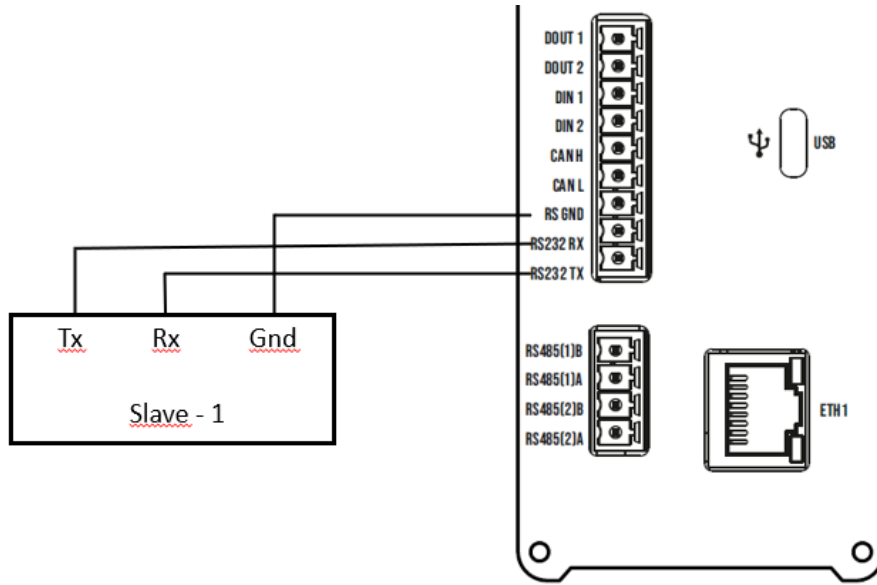 DOUT 1
DOUT 2
DIN 1
DIN 2
CAN H
CAN L
RS GND
RS232 RX
RS232 TX
USB
Tx Rx Gnd
Slave - 1
RS485(1)B
RS485(1)A
RS485(2)B
RS485(2)A
ETH1